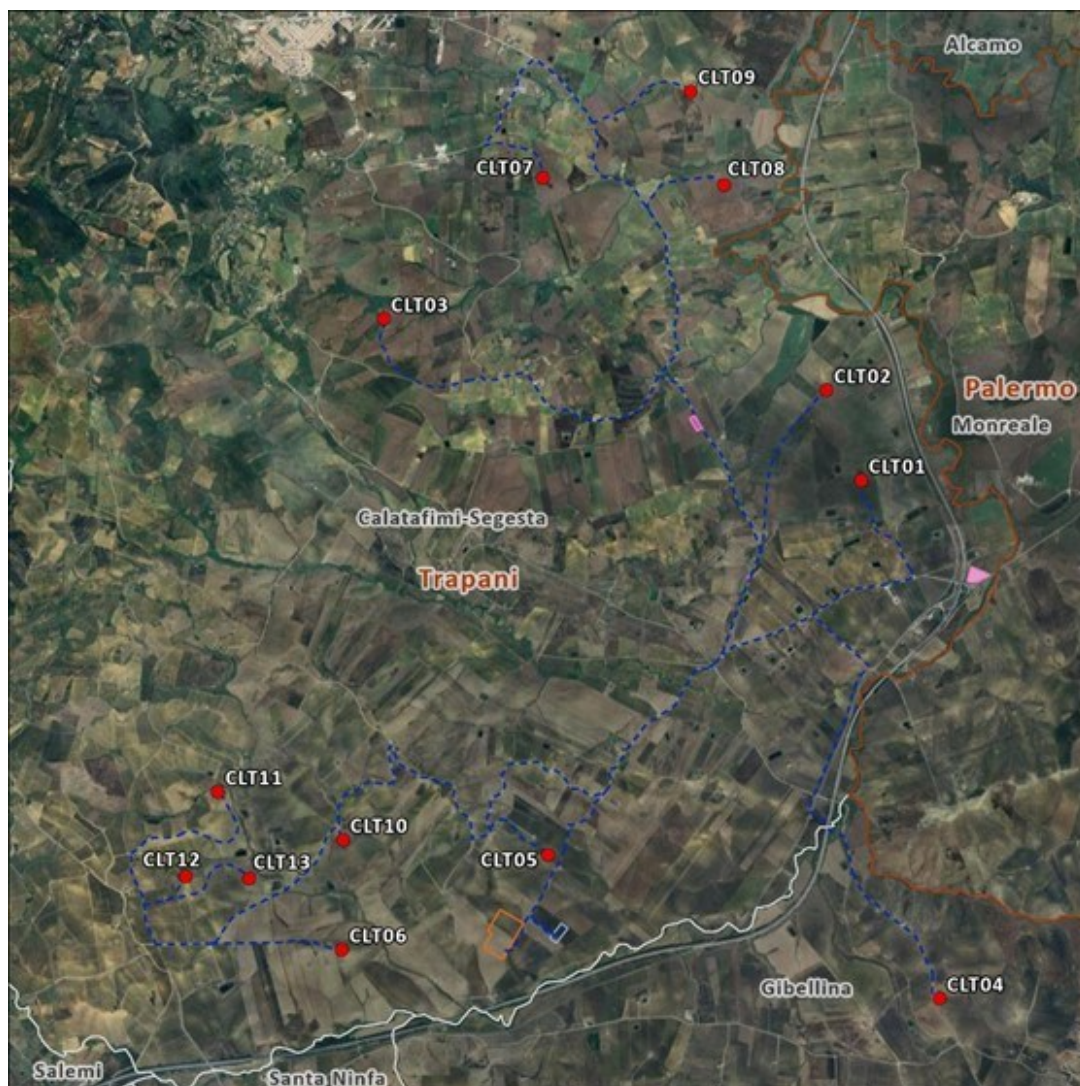 Alcamo
CLT09
CLT07
CLT08
CLT03
CLT02
Palermo
Monreale
CLT01
Calatafimi-Segesta
Trapani
CLT11
CLT10
CLT12
CLT13
CLT05
CLT06
Gibellina
CLT04
Salemi
Santa Ninfa